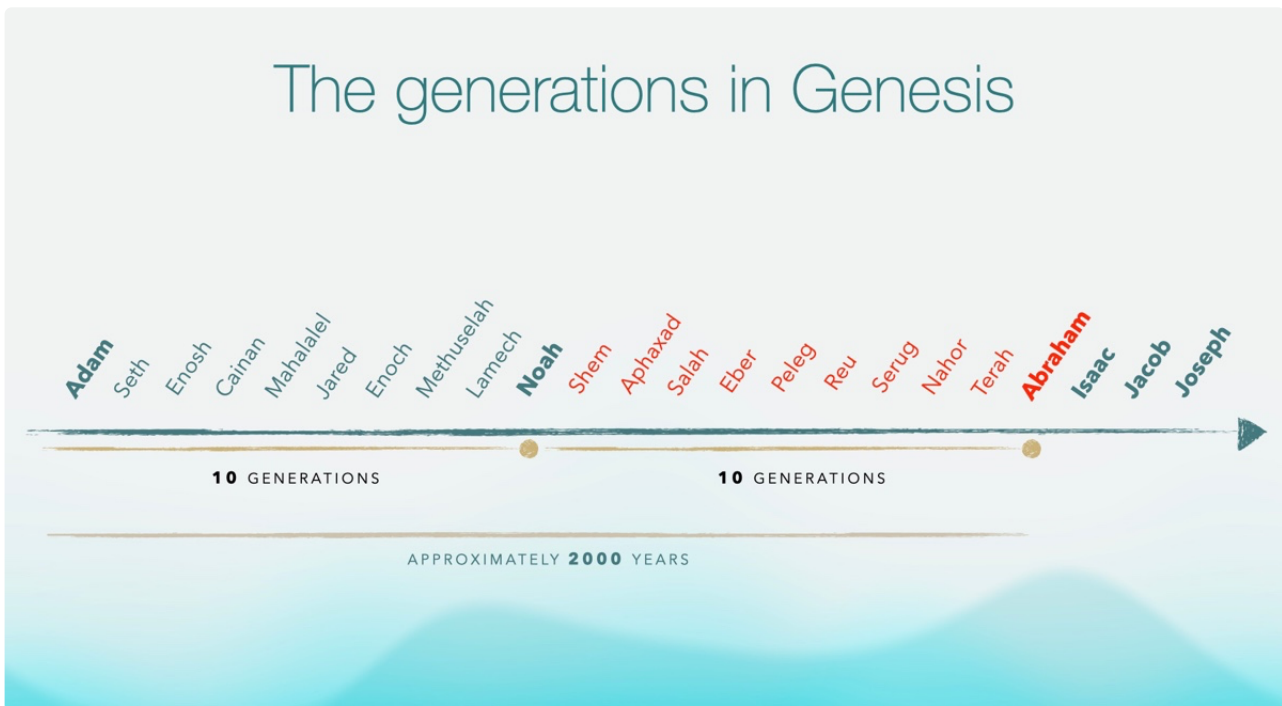 The generations in Genesis
Adam
Seth
Enosh
Cainan
Mahalalel
Jared
Enoch
Methuselah
Lamech
Noah
Shem
Aphaxad
Salah
Eber
Peleg
Reu
Serug
Nahor
Terah
Abraham
Isaac
Jacob
Joseph
10 GENERATIONS
10 GENERATIONS
APPROXIMATELY 2000 YEARS